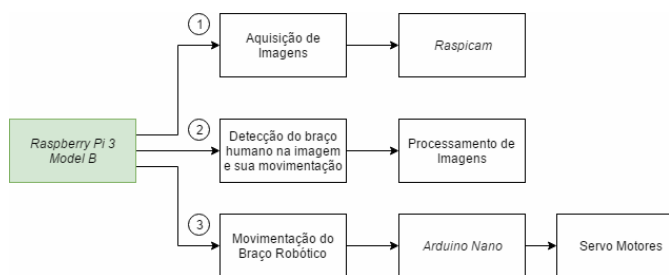 1
Aquisição de
Imagens
Raspicam
Raspberry Pi 3
Model B
2
Detecção do braço
humano na imagem
e sua movimentação
Processamento de
Imagens
3
Movimentação do
Braço Robótico
Arduino Nano
Servo Motores